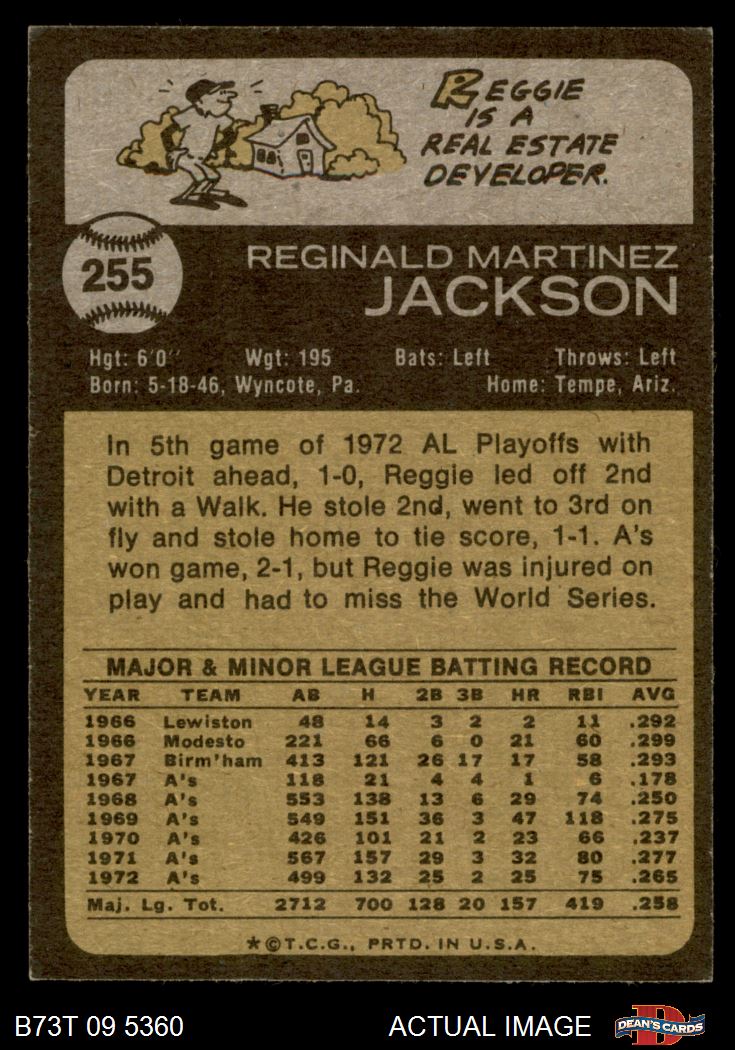 REGGIE
IS A
REAL ESTATE
DEVELOPER.
255
REGINALD MARTINEZ
JACKSON
Hgt: 6'0'' Wgt: 195 Bats: Left Throws: Left
Born: 5-18-46, Wyncote, Pa. Home: Tempe, Ariz.
In 5th game of 1972 AL Playoffs with
Detroit ahead, 1-0, Reggie led off 2nd
with a Walk. He stole 2nd, went to 3rd on
fly and stole home to tie score, 1-1. A's
won game, 2-1, but Reggie was injured on
play and had to miss the World Series.
MAJOR & MINOR LEAGUE BATTING RECORD
YEAR TEAM AB H 2B 3B HR RBI AVG
1966 Lewiston 48 14 3 2 2 11 .292
1966 Modesto 221 66 6 0 21 60 .299
1967 Birm'ham 413 121 26 17 17 58 .293
1967 A's 118 21 4 4 1 6 .178
1968 A's 553 138 13 6 29 74 .250
1969 A's 549 151 36 3 47 118 .275
1970 A's 426 101 21 2 23 66 .237
1971 A's 567 157 29 3 32 80 .277
1972 A's 499 132 25 2 25 75 .265
Maj. Lg. Tot. 2712 700 128 20 157 419 .258
*©T.C.G., PRTD. IN U.S.A.
B73T 09 5360 ACTUAL IMAGE D DEAN'S CARDS